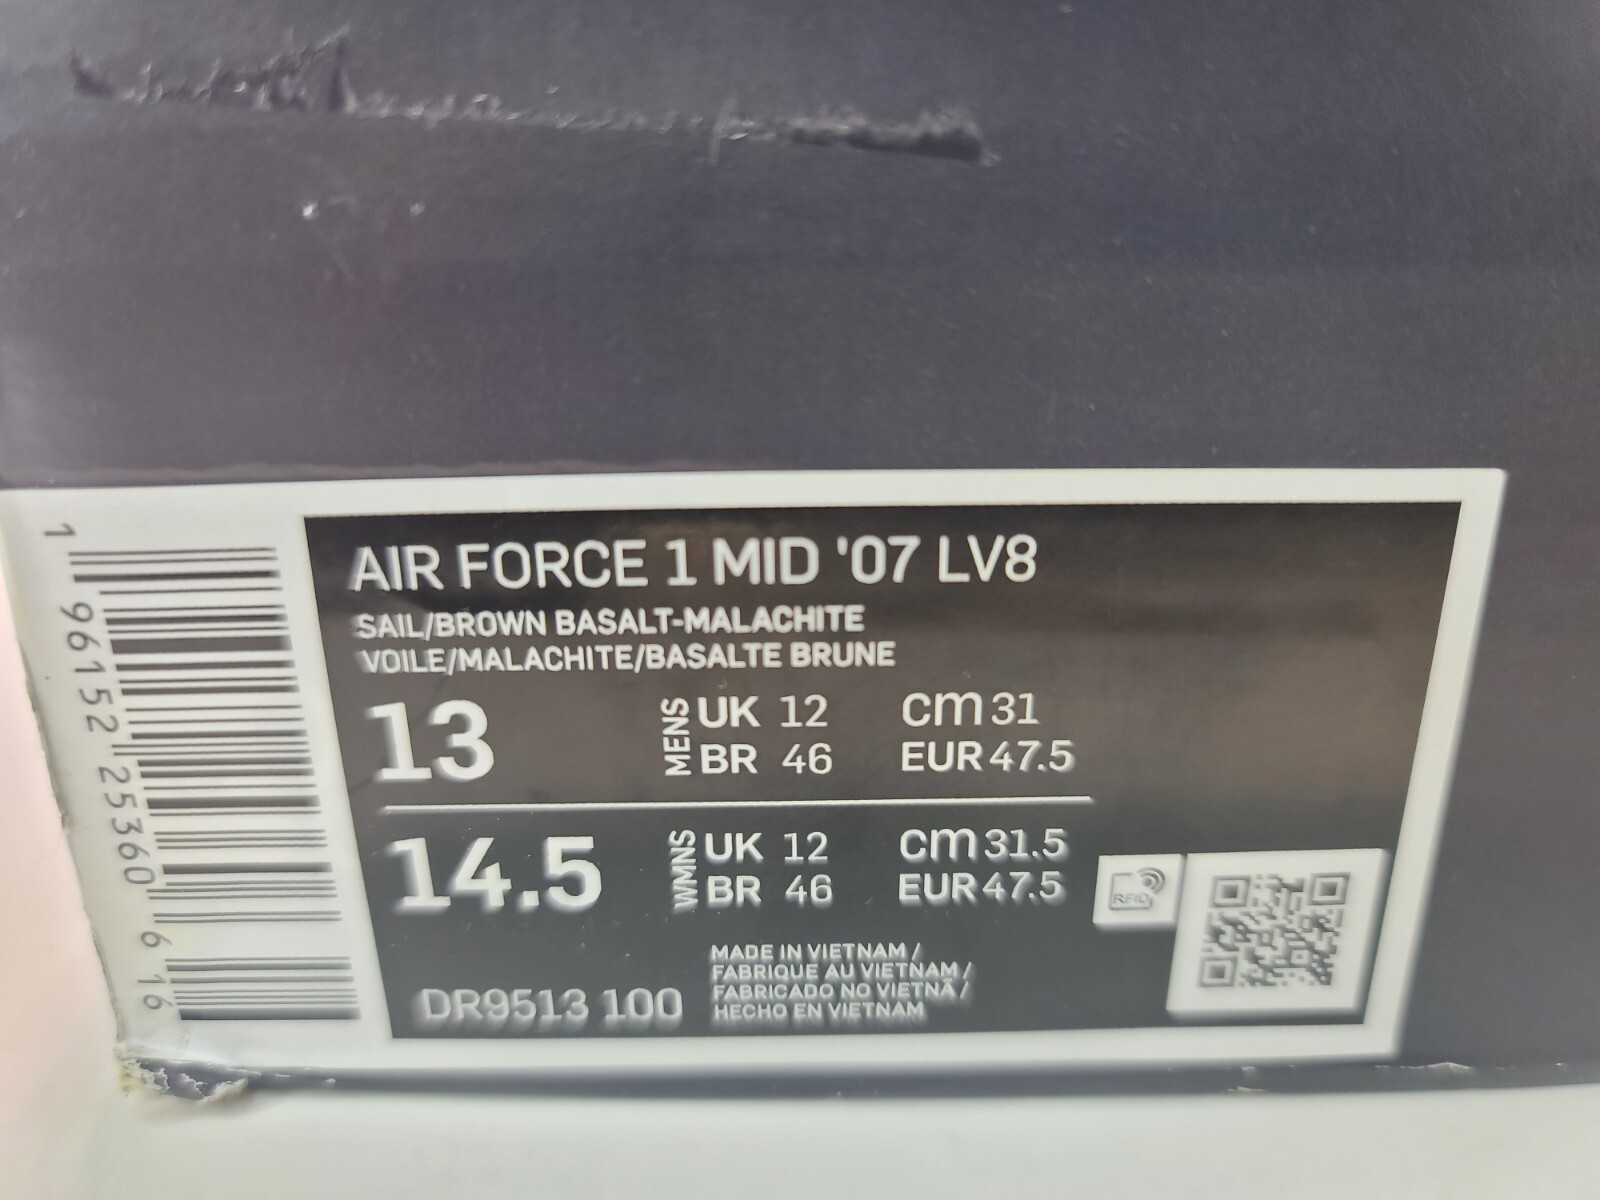 AIR FORCE 1 MID '07 LV8
SAIL/BROWN BASALT-MALACHITE
VOILE/MALACHITE/BASALTE BRUNE
13 MENS UK 12 CM 31
BR 46 EUR 47.5
14.5 WMNS UK 12 CM 31.5
BR 46 EUR 47.5
RFID
DR9513 100
MADE IN VIETNAM /
FABRIQUE AU VIETNAM /
FABRICADO NO VIETNÃ /
HECHO EN VIETNAM
1 96152 25360 6 16